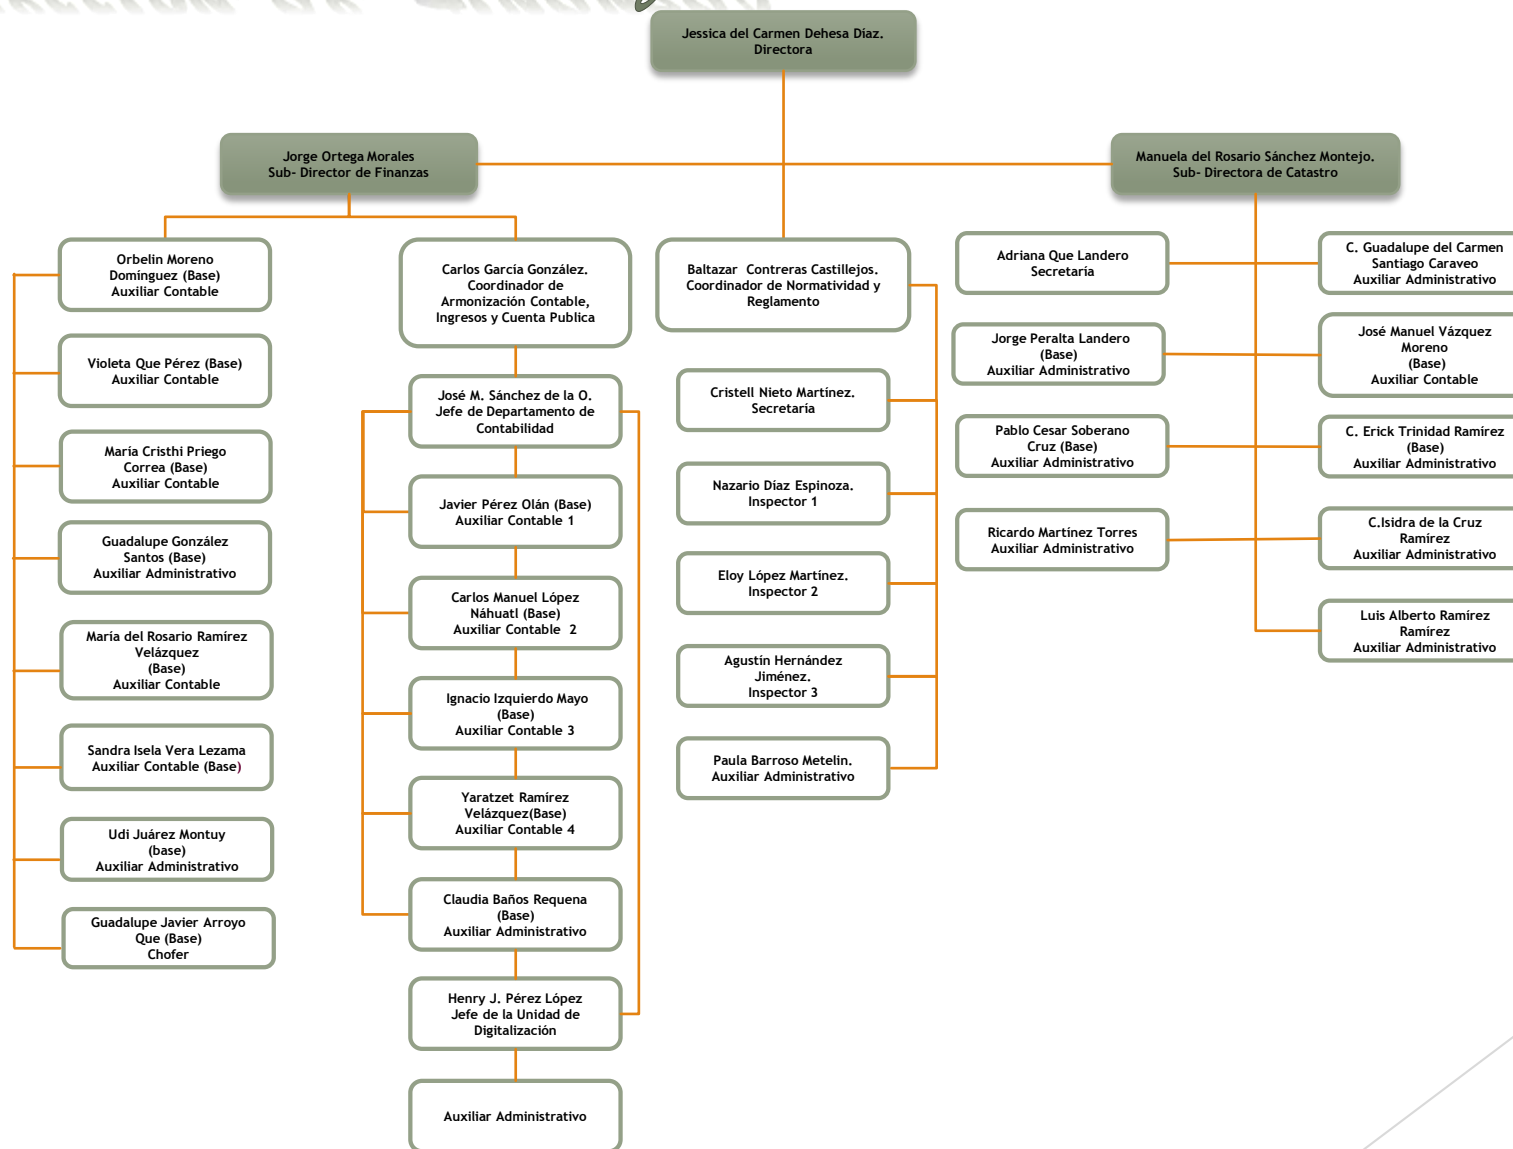 Jessica del Carmen Dehesa Díaz.
Directora
Jorge Ortega Morales
Sub- Director de Finanzas
Manuela del Rosario Sánchez Montejo.
Sub- Directora de Catastro
Orbelin Moreno
Domínguez (Base)
Auxiliar Contable
Violeta Que Pérez (Base)
Auxiliar Contable
María Cristhi Priego
Correa (Base)
Auxiliar Contable
Guadalupe González
Santos (Base)
Auxiliar Administrativo
María del Rosario Ramírez
Velázquez
(Base)
Auxiliar Contable
Sandra Isela Vera Lezama
Auxiliar Contable (Base)
Udi Juárez Montuy
(base)
Auxiliar Administrativo
Guadalupe Javier Arroyo
Que (Base)
Chofer
Carlos García González.
Coordinador de
Armonización Contable,
Ingresos y Cuenta Publica
José M. Sánchez de la O.
Jefe de Departamento de
Contabilidad
Javier Pérez Olán (Base)
Auxiliar Contable 1
Carlos Manuel López
Náhuatl (Base)
Auxiliar Contable  2
Ignacio Izquierdo Mayo
(Base)
Auxiliar Contable 3
Yaratzet Ramírez
Velázquez(Base)
Auxiliar Contable 4
Claudia Baños Requena
(Base)
Auxiliar Administrativo
Henry J. Pérez López
Jefe de la Unidad de
Digitalización
Auxiliar Administrativo
Baltazar  Contreras Castillejos.
Coordinador de Normatividad y
Reglamento
Cristell Nieto Martínez.
Secretaría
Nazario Díaz Espinoza.
Inspector 1
Eloy López Martínez.
Inspector 2
Agustín Hernández
Jiménez.
Inspector 3
Paula Barroso Metelin.
Auxiliar Administrativo
Adriana Que Landero
Secretaria
Jorge Peralta Landero
(Base)
Auxiliar Administrativo
Pablo Cesar Soberano
Cruz (Base)
Auxiliar Administrativo
Ricardo Martínez Torres
Auxiliar Administrativo
C. Guadalupe del Carmen
Santiago Caraveo
Auxiliar Administrativo
José Manuel Vázquez
Moreno
(Base)
Auxiliar Contable
C. Erick Trinidad Ramírez
(Base)
Auxiliar Administrativo
C.Isidra de la Cruz
Ramírez
Auxiliar Administrativo
Luis Alberto Ramírez
Ramírez
Auxiliar Administrativo